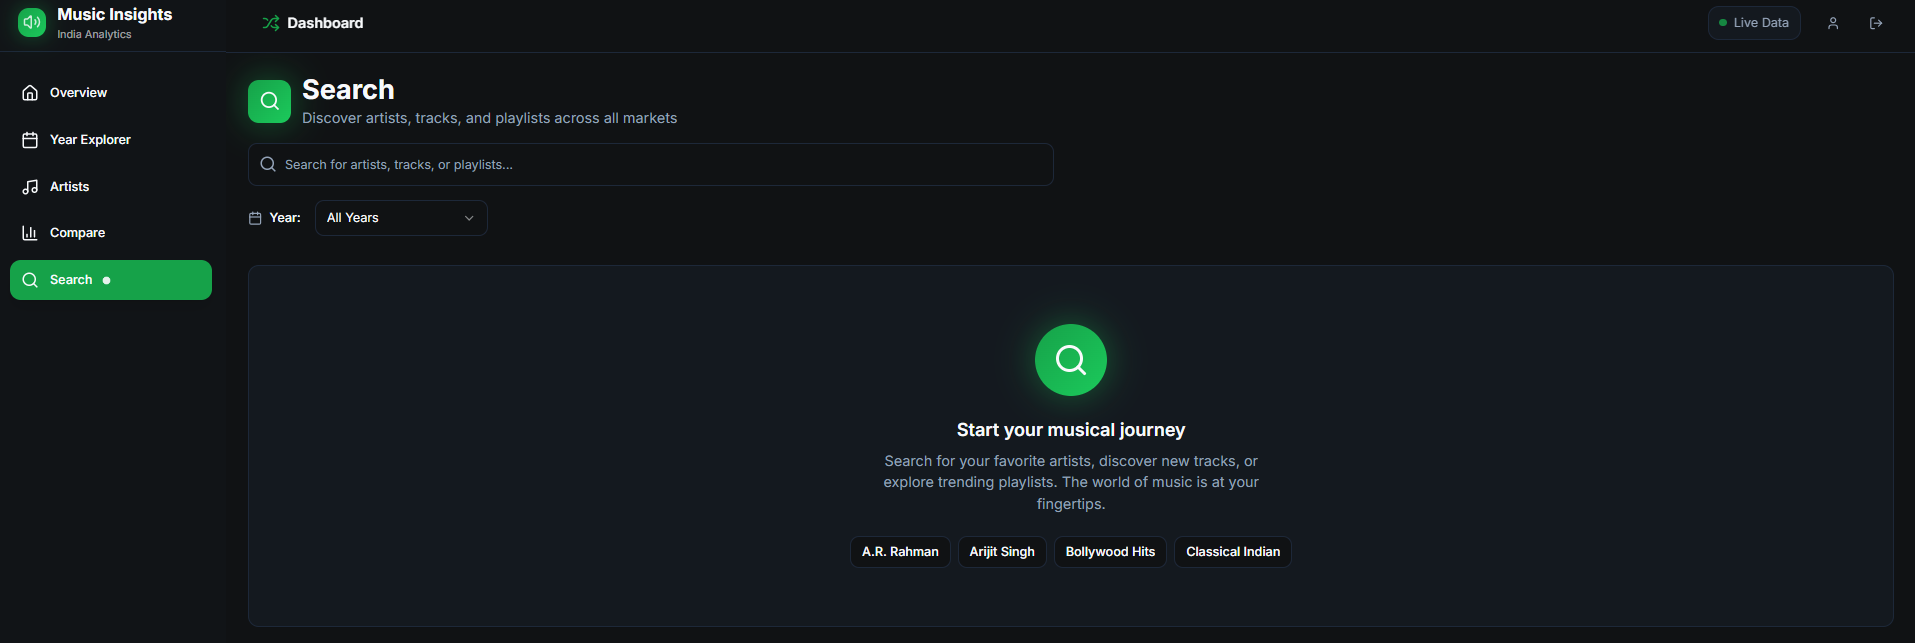 Music Insights
India Analytics
Dashboard
Live Data
Overview
Year Explorer
Artists
Compare
Search
Search
Discover artists, tracks, and playlists across all markets
Search for artists, tracks, or playlists...
Year:
All Years
Start your musical journey
Search for your favorite artists, discover new tracks, or
explore trending playlists. The world of music is at your
fingertips.
A.R. Rahman
Arijit Singh
Bollywood Hits
Classical Indian